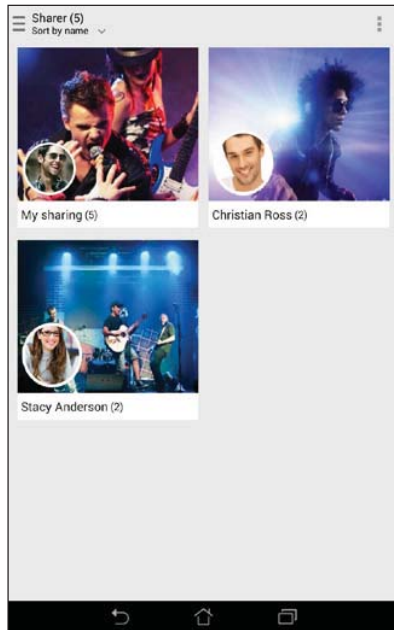 Sharer (5)
Sort by name
My sharing (5)
Christian Ross (2)
Stacy Anderson (2)